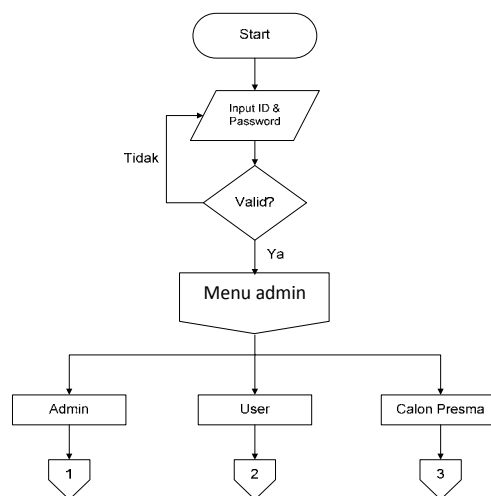 Start
Input ID &
Password
Tidak
Valid?
Ya
Menu admin
Admin
User
Calon Presma
1
2
3